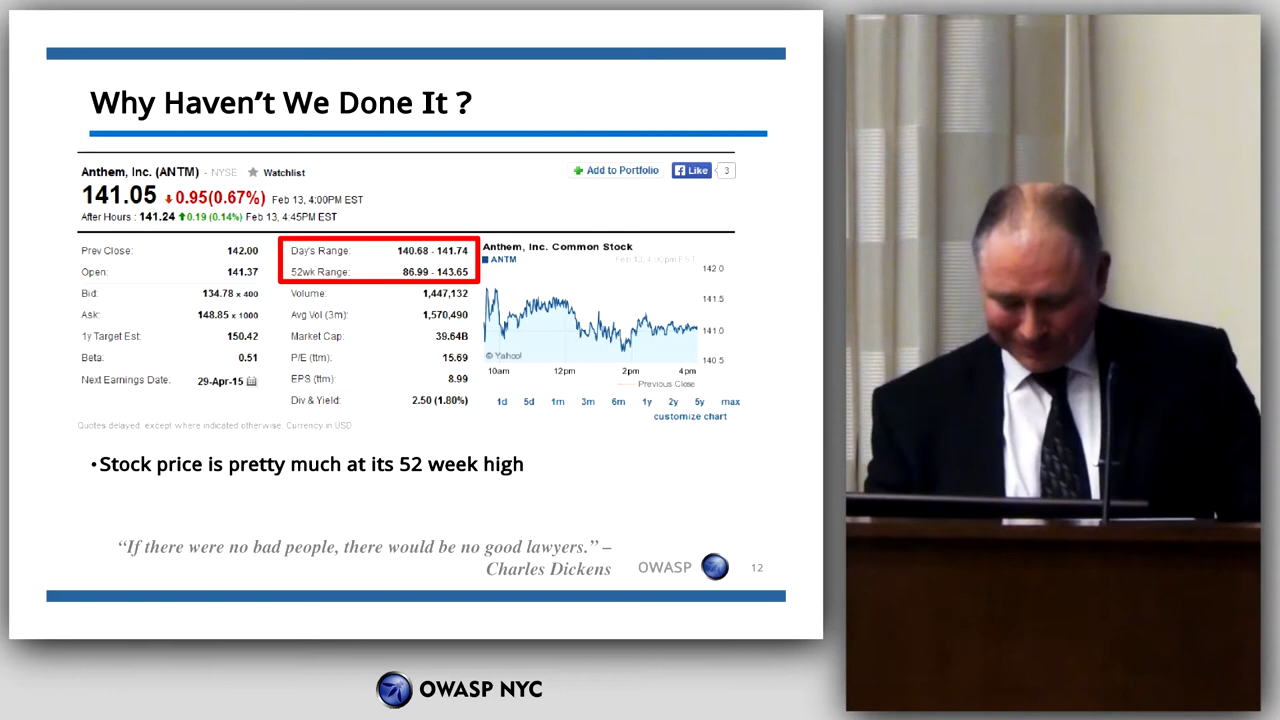 Why Haven't We Done It ?
Anthem, Inc. (ANTM) - NYSE ★ Watchlist
Add to Portfolio Like 3
141.05 ↓0.95(0.67%) Feb 13, 4:00PM EST
After Hours : 141.24 ↑0.19 (0.14%) Feb 13, 4:45PM EST
Prev Close: 142.00
Open: 141.37
Bid: 134.78 x 400
Ask: 148.85 x 1000
1y Target Est: 150.42
Beta: 0.51
Next Earnings Date: 29-Apr-15
Day's Range: 140.68 - 141.74
52wk Range: 86.99 - 143.65
Volume: 1,447,132
Avg Vol (3m): 1,570,490
Market Cap: 39.64B
P/E (ttm): 15.69
EPS (ttm): 8.99
Div & Yield: 2.50 (1.80%)
Anthem, Inc. Common Stock
ANTM Feb 13, 4:00pm EST
142.0
141.5
141.0
140.5
© Yahoo!
10am 12pm 2pm 4pm
Previous Close
1d 5d 1m 3m 6m 1y 2y 5y max
customize chart
Quotes delayed, except where indicated otherwise. Currency in USD
•Stock price is pretty much at its 52 week high
“If there were no bad people, there would be no good lawyers.” –
Charles Dickens
OWASP 12
OWASP NYC